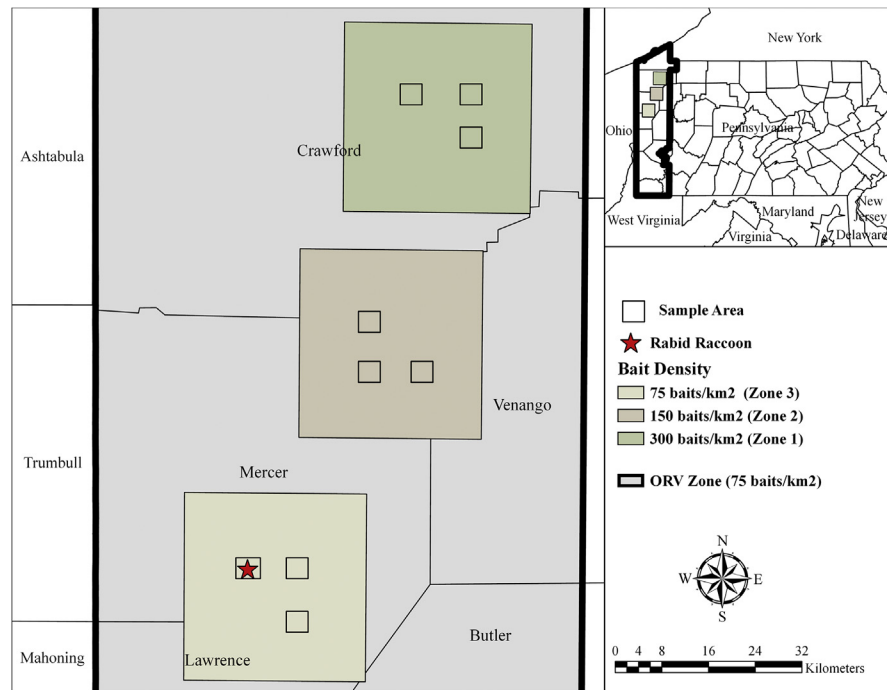 Ashtabula
Crawford
Venango
Trumbull
Mercer
Mahoning
Lawrence
Butler
New York
Ohio
Pennsylvania
West Virginia
Maryland
Virginia
New
Jersey
Delaware
Sample Area
Rabid Raccoon
Bait Density
75 baits/km2 (Zone 3)
150 baits/km2 (Zone 2)
300 baits/km2 (Zone 1)
ORV Zone (75 baits/km2)
N
W E
S
0 4 8 16 24 32
Kilometers